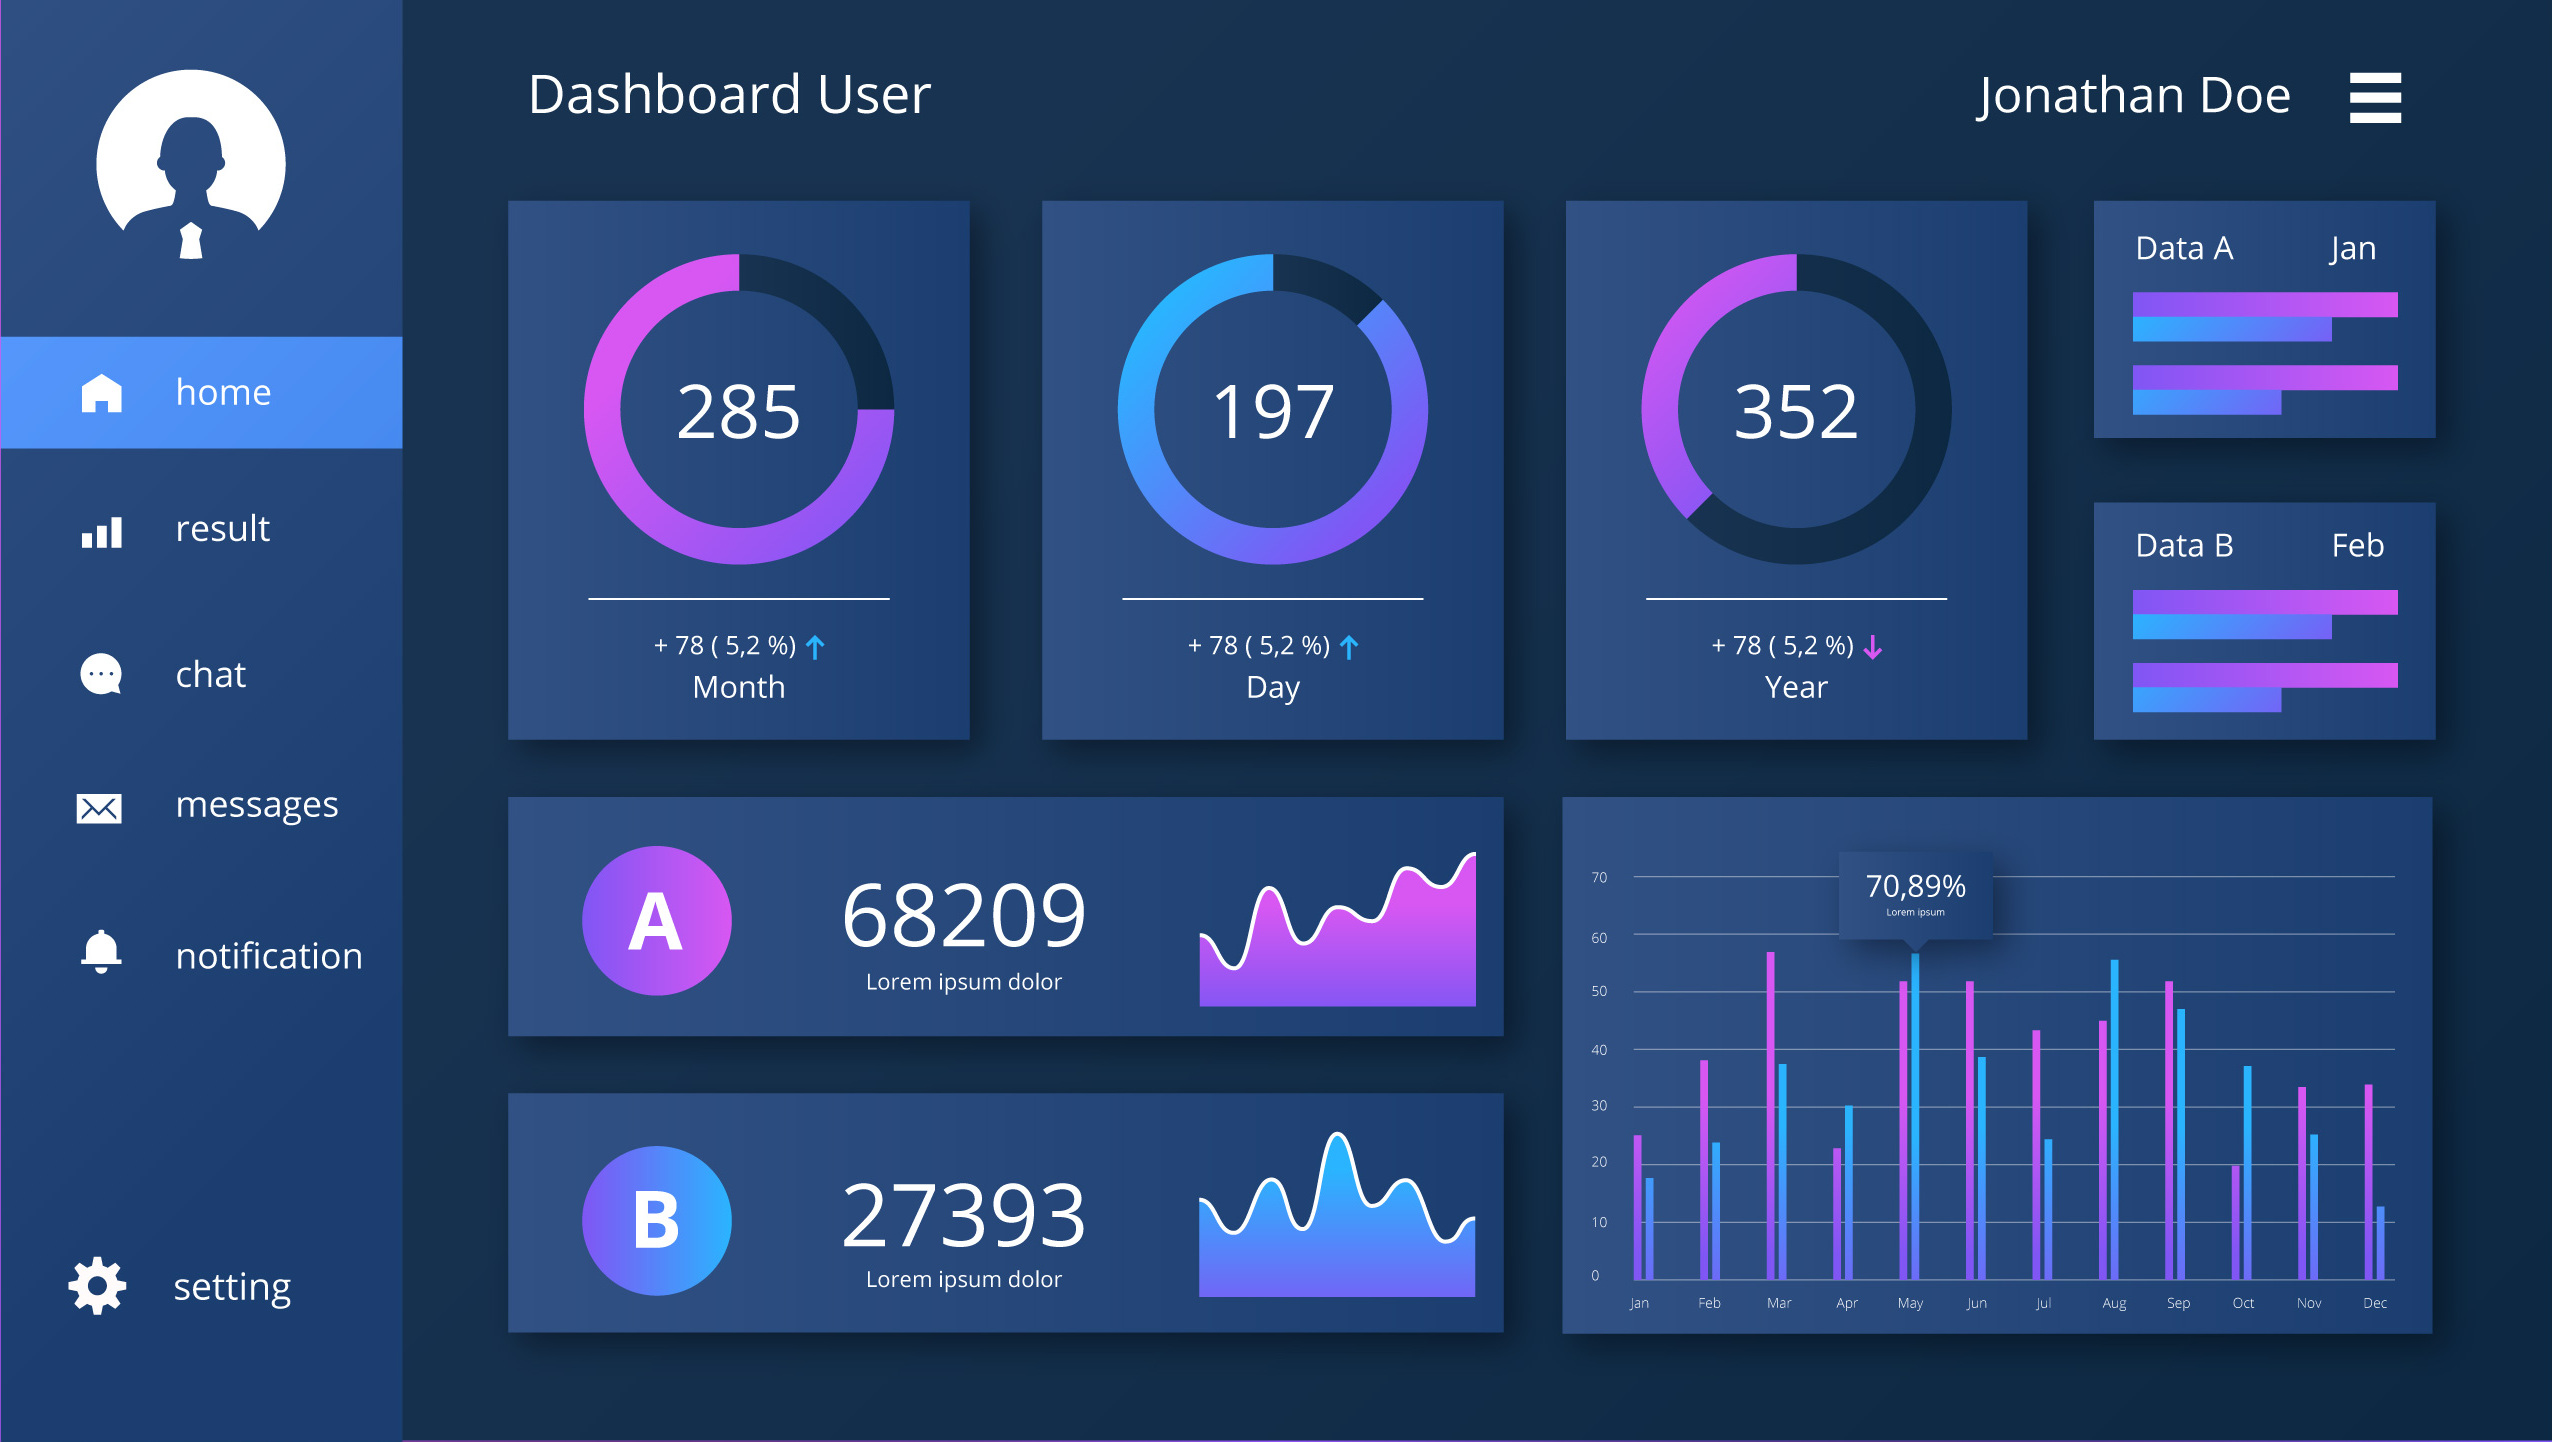 Dashboard User
Jonathan Doe
home
result
chat
messages
notification
setting
285
+ 78 ( 5,2 %)
Month
197
+ 78 ( 5,2 %)
Day
352
+ 78 ( 5,2 %)
Year
Data A Jan
Data B Feb
A
68209
Lorem ipsum dolor
B
27393
Lorem ipsum dolor
70,89%
Lorem ipsum
70
60
50
40
30
20
10
0
Jan Feb Mar Apr May Jun Jul Aug Sep Oct Nov Dec